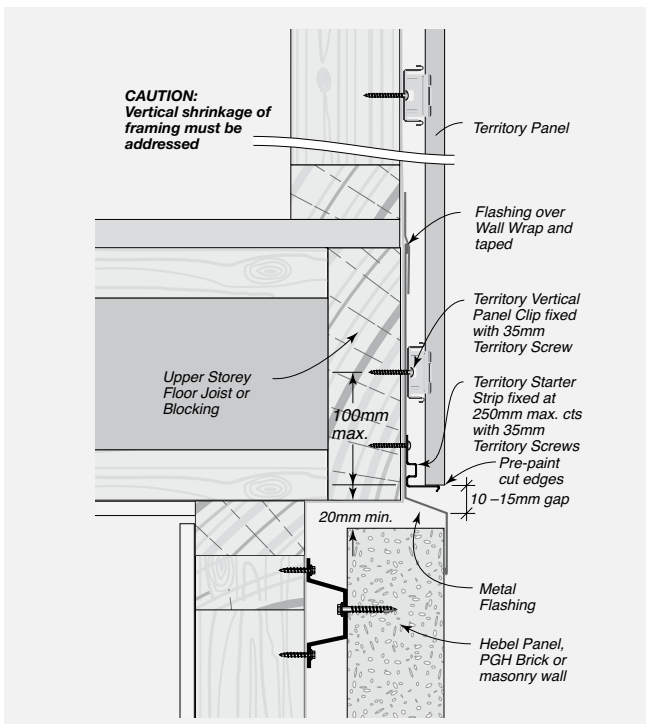 CAUTION:
Vertical shrinkage of
framing must be
addressed
Territory Panel
Flashing over
Wall Wrap and
taped
Territory Vertical
Panel Clip fixed
with 35mm
Territory Screw
Upper Storey
Floor Joist or
Blocking
100mm
max.
Territory Starter
Strip fixed at
250mm max. cts
with 35mm
Territory Screws
Pre-paint
cut edges
10 –15mm gap
20mm min.
Metal
Flashing
Hebel Panel,
PGH Brick or
masonry wall